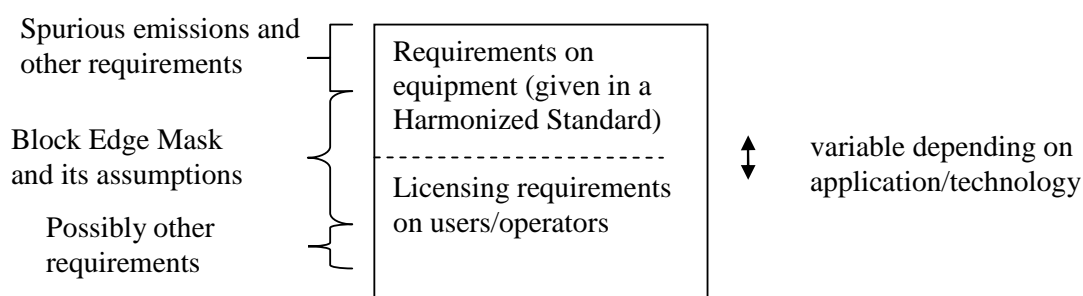 Spurious emissions and
other requirements
Block Edge Mask
and its assumptions
Possibly other
requirements
Requirements on
equipment (given in a
Harmonized Standard)
Licensing requirements
on users/operators
variable depending on
application/technology